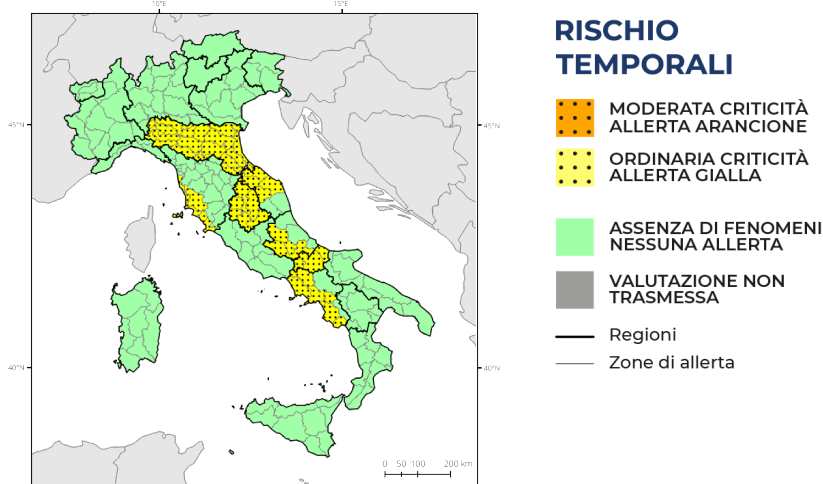 10°E
15°E
RISCHIO
TEMPORALI
MODERATA CRITICITÀ
ALLERTA ARANCIONE
45°N
45°N
ORDINARIA CRITICITÀ
ALLERTA GIALLA
ASSENZA DI FENOMENI
NESSUNA ALLERTA
VALUTAZIONE NON
TRASMESSA
Regioni
Zone di allerta
40°N
40°N
0 50 100 200 km